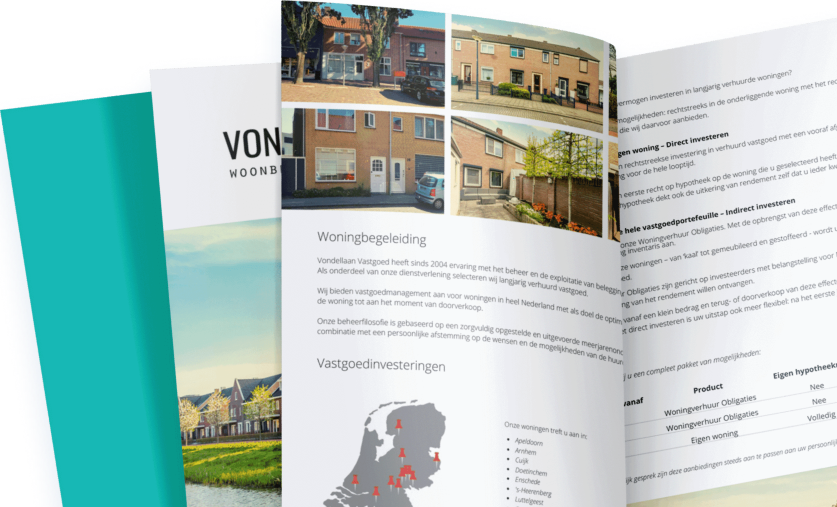 VON
WOONB
Woningbegeleiding
Vondellaan Vastgoed heeft sinds 2004 ervaring met het beheer en de exploitatie van belegging
Als onderdeel van onze dienstverlening selecteren wij langjarig verhuurd vastgoed.
Wij bieden vastgoedmanagement aan voor woningen in heel Nederland met als doel de optim
de woning tot aan het moment van doorverkoop.
Onze beheerfilosofie is gebaseerd op een zorgvuldig opgestelde en uitgevoerde meerjarenond
combinatie met een persoonlijke afstemming op de wensen en de mogelijkheden van de huur
Vastgoedinvesteringen
Onze woningen treft u aan in:
• Apeldoorn
• Arnhem
• Cuijk
• Doetinchem
• Enschede
• 's-Heerenberg
• Luttelgeest
vermogen investeren in langjarig verhuurde woningen?
mogelijkheden: rechtstreeks in de onderliggende woning met het rec
die wij daarvoor aanbieden.
gen woning – Direct investeren
n rechtstreekse investering in verhuurd vastgoed met een vooraf afg
g voor de hele looptijd.
n eerste recht op hypotheek op de woning die u geselecteerd heeft
hypotheek dekt ook de uitkering van rendement zelf dat u ieder kw
e hele vastgoedportefeuille – Indirect investeren
onze Woningverhuur Obligaties. Met de opbrengst van deze effect
g inventaris aan.
ze woningen – van 'kaal' tot gemeubileerd en gestoffeerd - wordt u
ed.
r Obligaties zijn gericht op investeerders met belangstelling voor
ng van het rendement willen ontvangen.
vanaf een klein bedrag en terug- of doorverkoop van deze effect
t direct investeren is uw uitstap ook meer flexibel: na het eerste
ij u een compleet pakket van mogelijkheden:
vanaf Product Eigen hypotheek
Woningverhuur Obligaties Nee
Woningverhuur Obligaties Nee
Eigen woning Volledig
ijk gesprek zijn deze aanbiedingen steeds aan te passen aan uw persoonlij